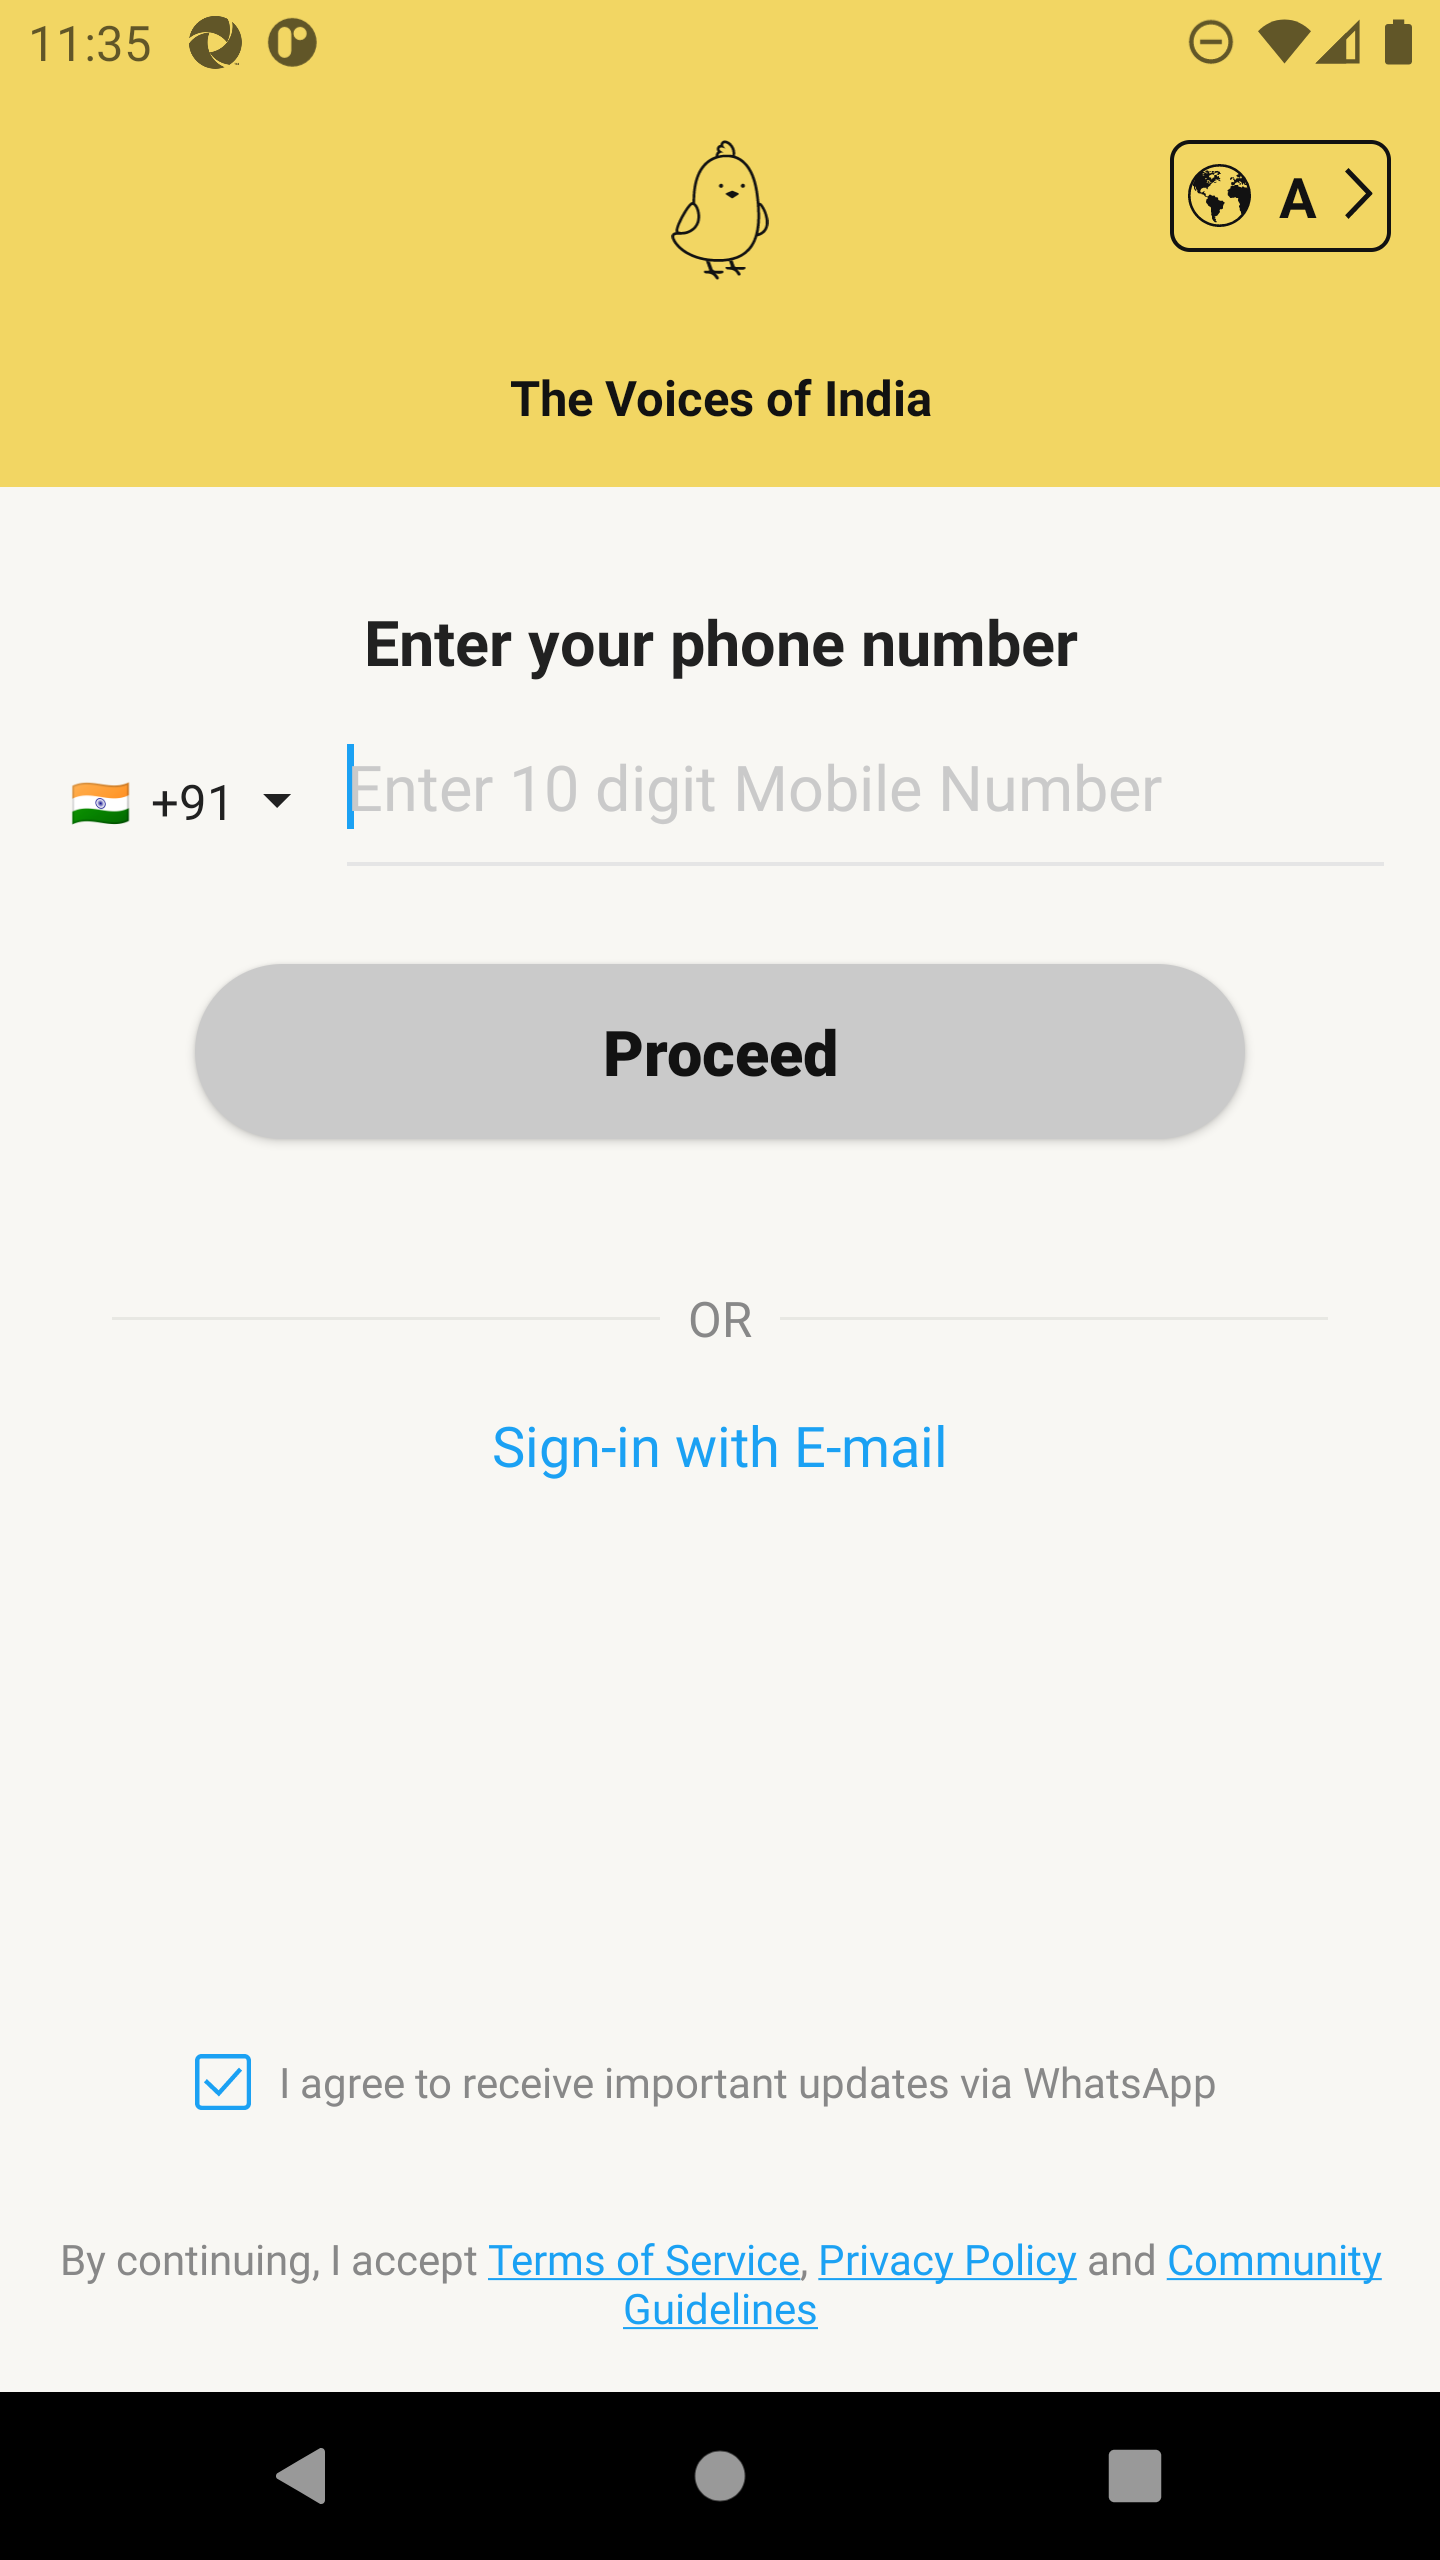 11:35
A
The Voices of India
Enter your phone number
+91
Enter 10 digit Mobile Number
Proceed
OR
Sign-in with E-mail
I agree to receive important updates via WhatsApp
By continuing, I accept Terms of Service, Privacy Policy and Community
Guidelines